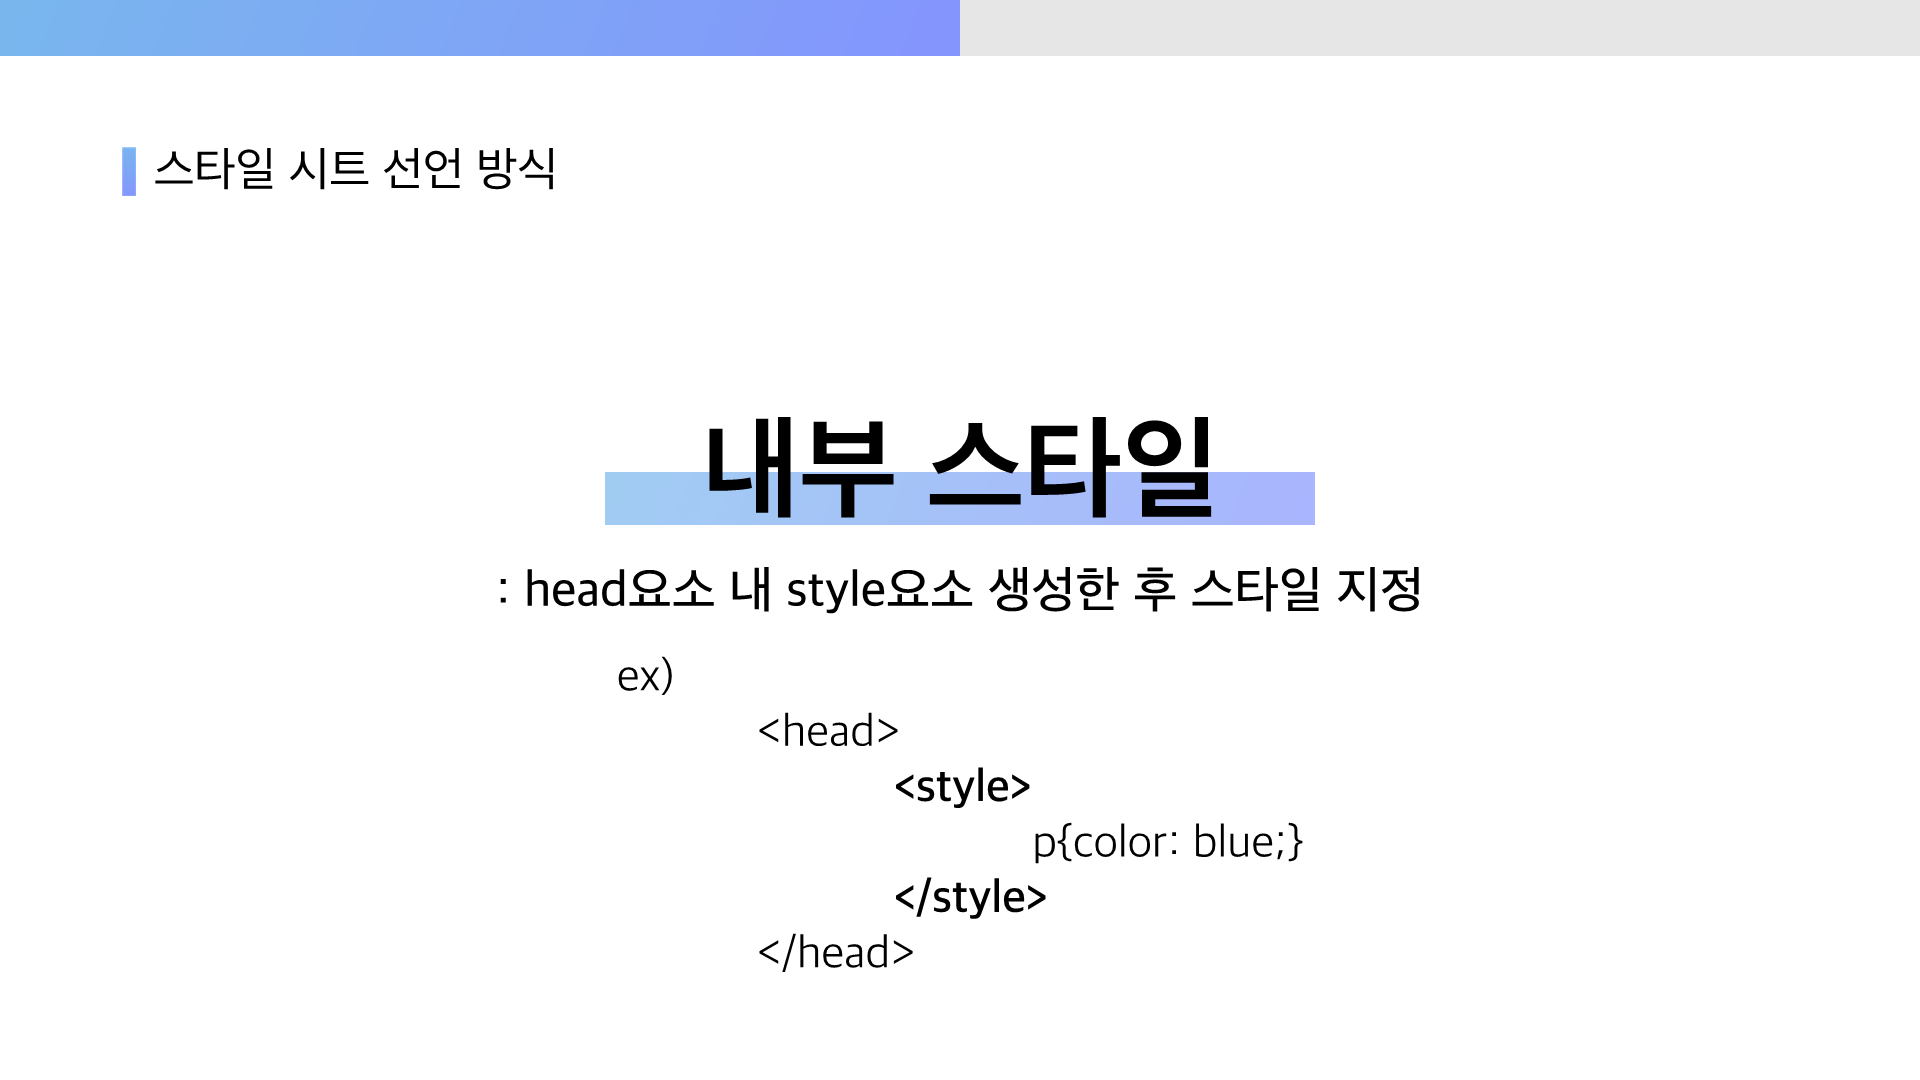 스타일 시트 선언 방식
내부 스타일
: head요소 내 style요소 생성한 후 스타일 지정
ex)
<head>
<style>
p{color: blue;}
</style>
</head>